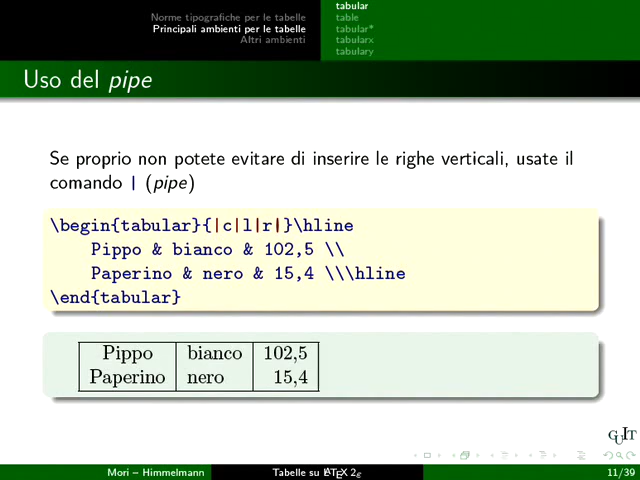 Norme tipografiche per le tabelle
Principali ambienti per le tabelle
Altri ambienti
tabular
table
tabular*
tabularx
tabulary
Uso del pipe
Se proprio non potete evitare di inserire le righe verticali, usate il
comando | (pipe)
\begin{tabular}{|c|l|r|}\hline
Pippo & bianco & 102,5 \\
Paperino & nero & 15,4 \\\hline
\end{tabular}
Pippo bianco 102,5
Paperino nero 15,4
GUIT
Mori – Himmelmann Tabelle su LATEX 2ε 11/39